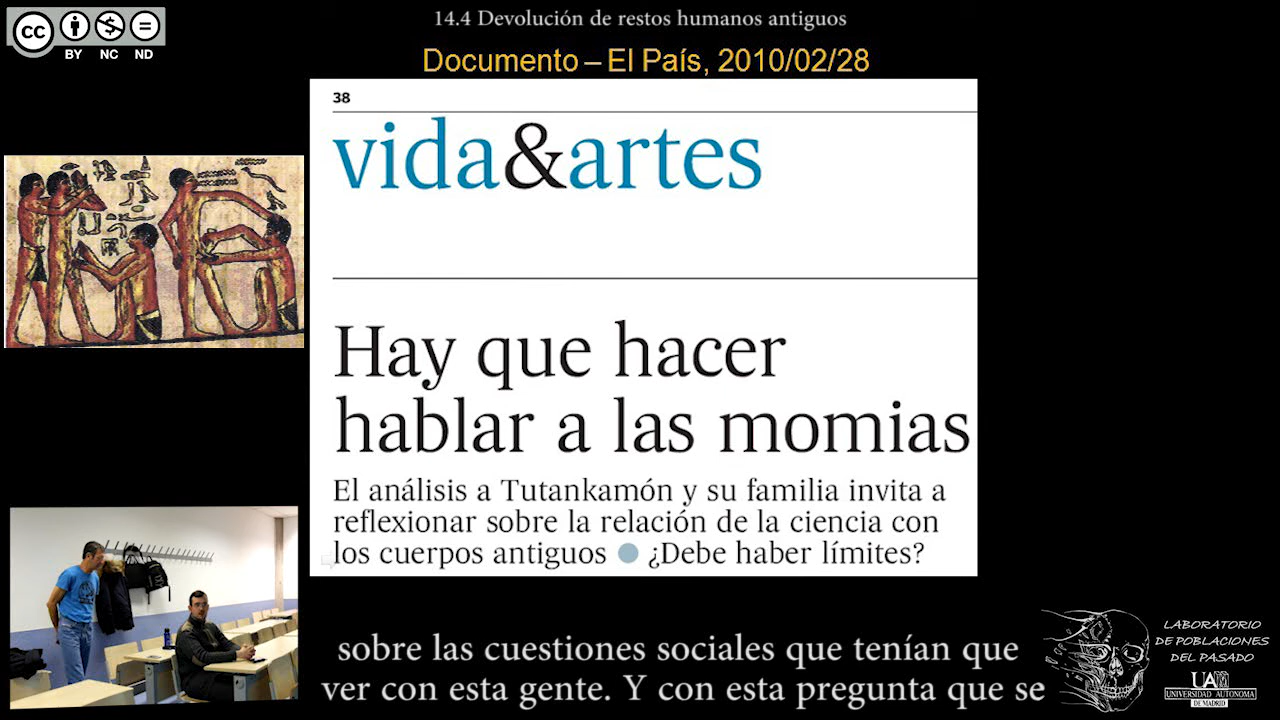 14.4 Devolución de restos humanos antiguos
cc
BY NC ND
Documento – El País, 2010/02/28
38
vida&artes
Hay que hacer
hablar a las momias
El análisis a Tutankamón y su familia invita a
reflexionar sobre la relación de la ciencia con
los cuerpos antiguos ● ¿Debe haber límites?
sobre las cuestiones sociales que tenían que
ver con esta gente. Y con esta pregunta que se
LABORATORIO
DE POBLACIONES
DEL PASADO
UAM
UNIVERSIDAD AUTONOMA
DE MADRID